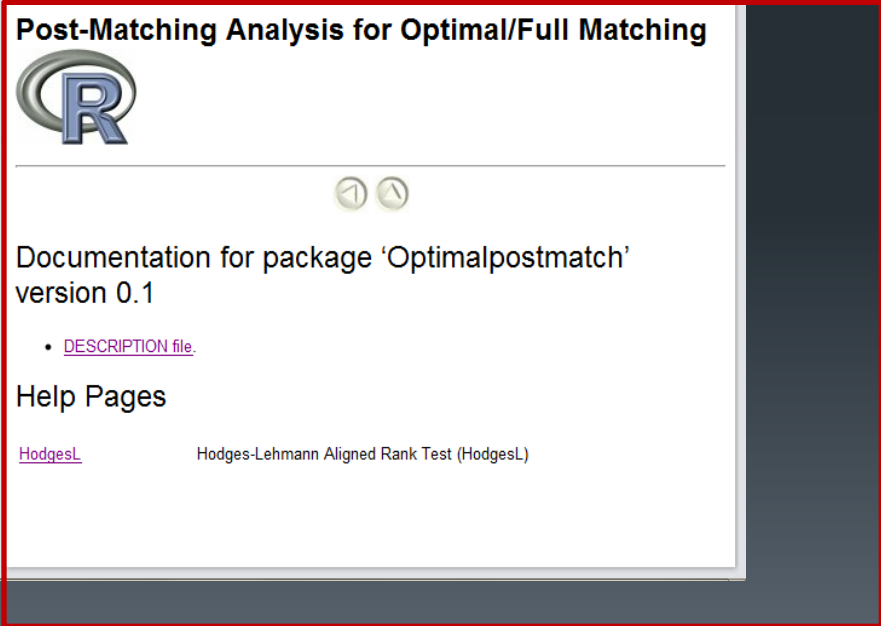 Post-Matching Analysis for Optimal/Full Matching
R
Documentation for package ‘Optimalpostmatch’
version 0.1
• DESCRIPTION file.
Help Pages
HodgesL Hodges-Lehmann Aligned Rank Test (HodgesL)